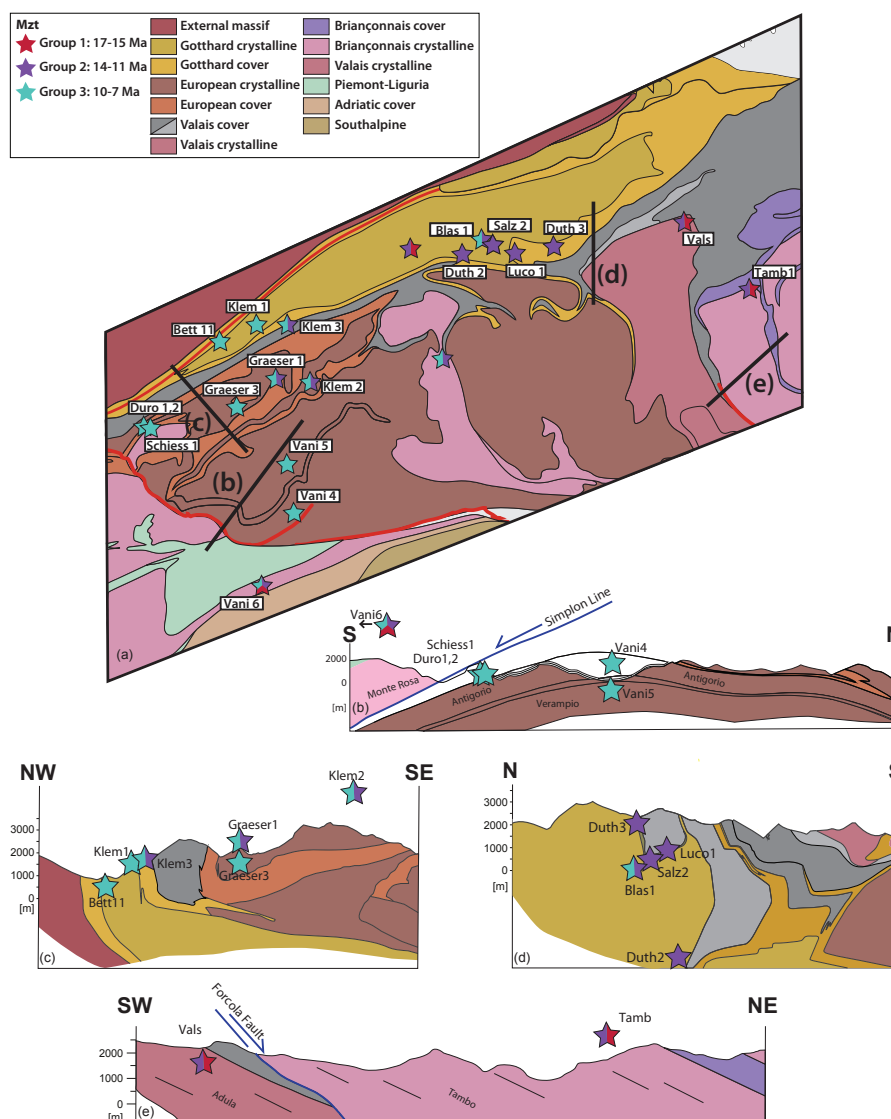 Mzt
Group 1: 17-15 Ma
Group 2: 14-11 Ma
Group 3: 10-7 Ma
External massif
Gotthard crystalline
Gotthard cover
European crystalline
European cover
Valais cover
Valais crystalline
Briançonnais cover
Briançonnais crystalline
Valais crystalline
Piemont-Liguria
Adriatic cover
Southalpine
Blas 1
Salz 2
Duth 3
Duth 2
Luco 1
Vals
Tamb1
(d)
(e)
Klem 1
Bett 11
Klem 3
Graeser 1
Graeser 3
Klem 2
Duro 1,2
(c)
Schiess 1
(b)
Vani 5
Vani 4
Vani 6
(a)
Vani6
S
N
Simplon Line
Schiess1
Duro1,2
Vani4
2000
0
[m]
Monte Rosa
Antigorio
Antigorio
Vani5
Verampio
(b)
NW
SE
Klem2
3000
2000
1000
0
[m]
Klem1
Klem3
Graeser1
Graeser3
Bett11
(c)
N
S
3000
2000
1000
0
[m]
Duth3
Luco1
Salz2
Blas1
Duth2
(d)
SW
NE
Forcola Fault
Vals
Tamb
2000
1000
0
[m]
Adula
Tambo
(e)